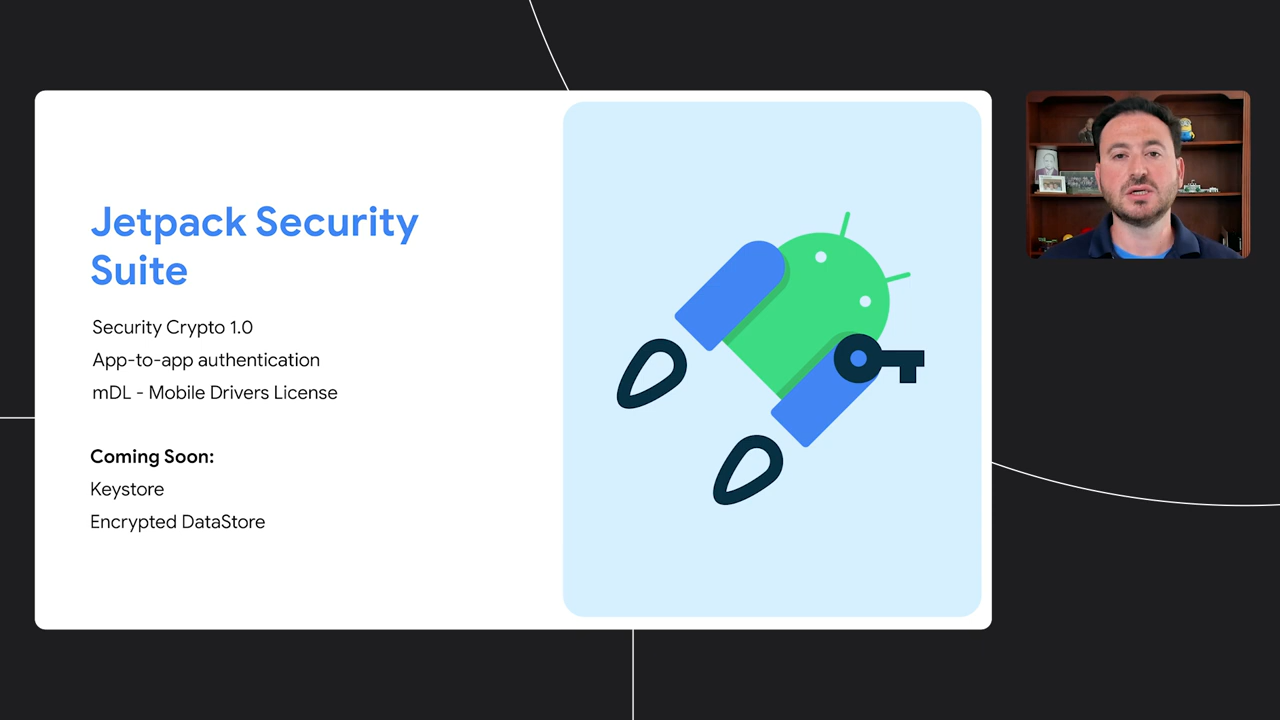 Jetpack Security
Suite
Security Crypto 1.0
App-to-app authentication
mDL - Mobile Drivers License
Coming Soon:
Keystore
Encrypted DataStore